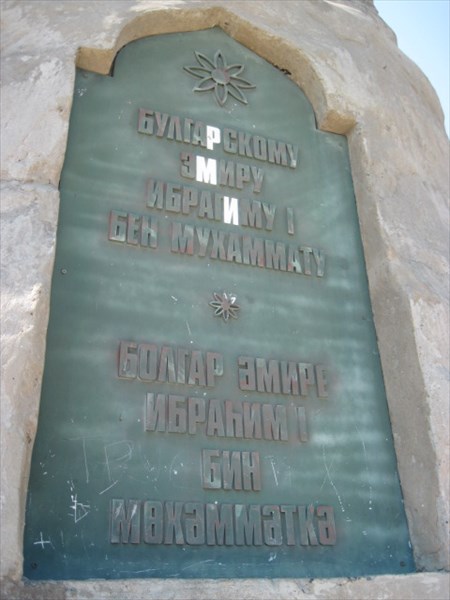 БУЛГАРСКОМУ
ЭМИРУ
ИБРАГИМУ I
БЕН МУХАММАТУ
БОЛГАР ӘМИРЕ
ИБРАҺИМ I
БИН
МӨХӘММӘТКӘ